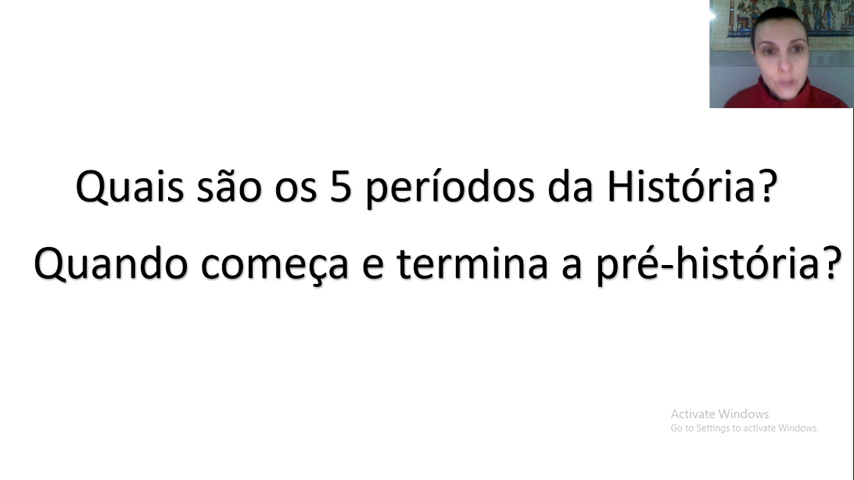 Quais são os 5 períodos da História?
Quando começa e termina a pré-história?
Activate Windows
Go to Settings to activate Windows.